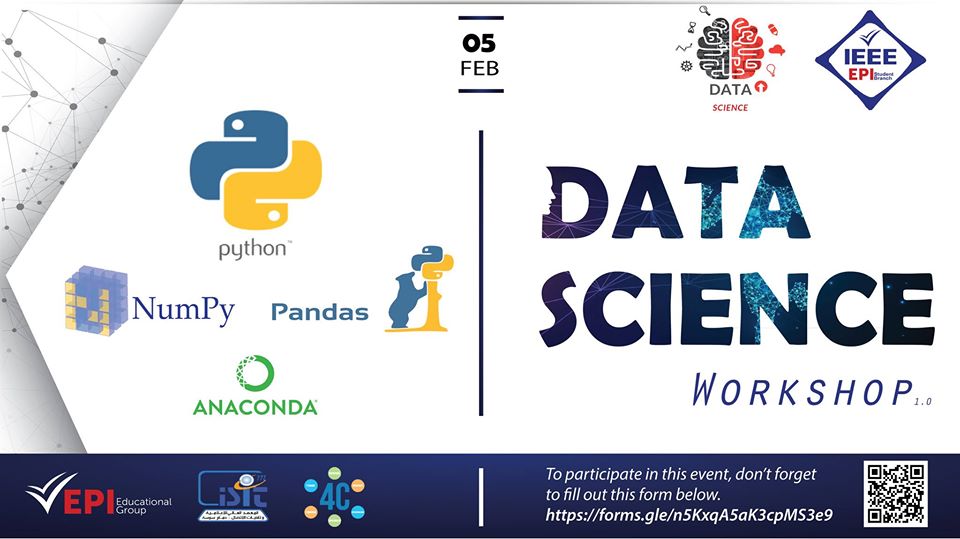 05
FEB
DATA
SCIENCE
IEEE
EPI Student
Branch
python™
NumPy
Pandas
ANACONDA
DATA
SCIENCE
WORKSHOP 1.0
EPI Educational
Group
isit
4C
To participate in this event, don't forget
to fill out this form below.
https://forms.gle/n5KxqA5aK3cpMS3e9